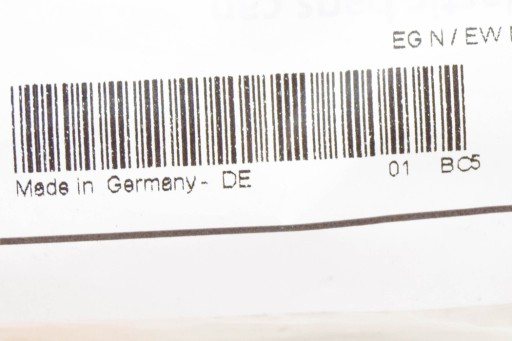 EG N / EW
Made in Germany - DE 01 BC5